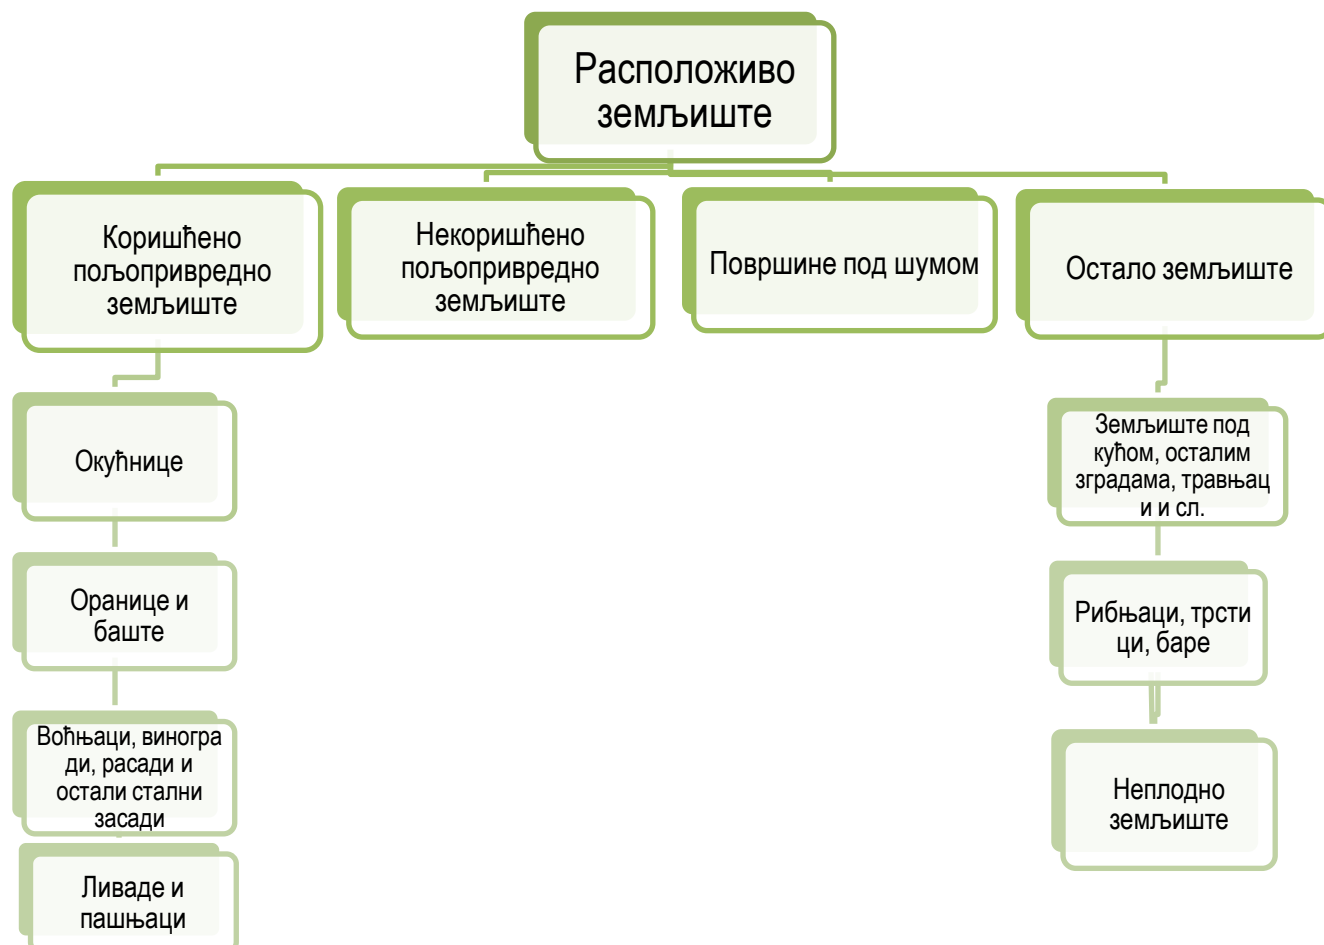 Расположиво
земљиште
Коришћено
пољопривредно
земљиште
Некоришћено
пољопривредно
земљиште
Површине под шумом
Остало земљиште
Окућнице
Оранице и
баште
Воћњаци, виногра
ди, расади и
остали стални
засади
Ливаде и
пашњаци
Земљиште под
кућом, осталим
зградама, травњац
и и сл.
Рибњаци, трсти
ци, баре
Неплодно
земљиште